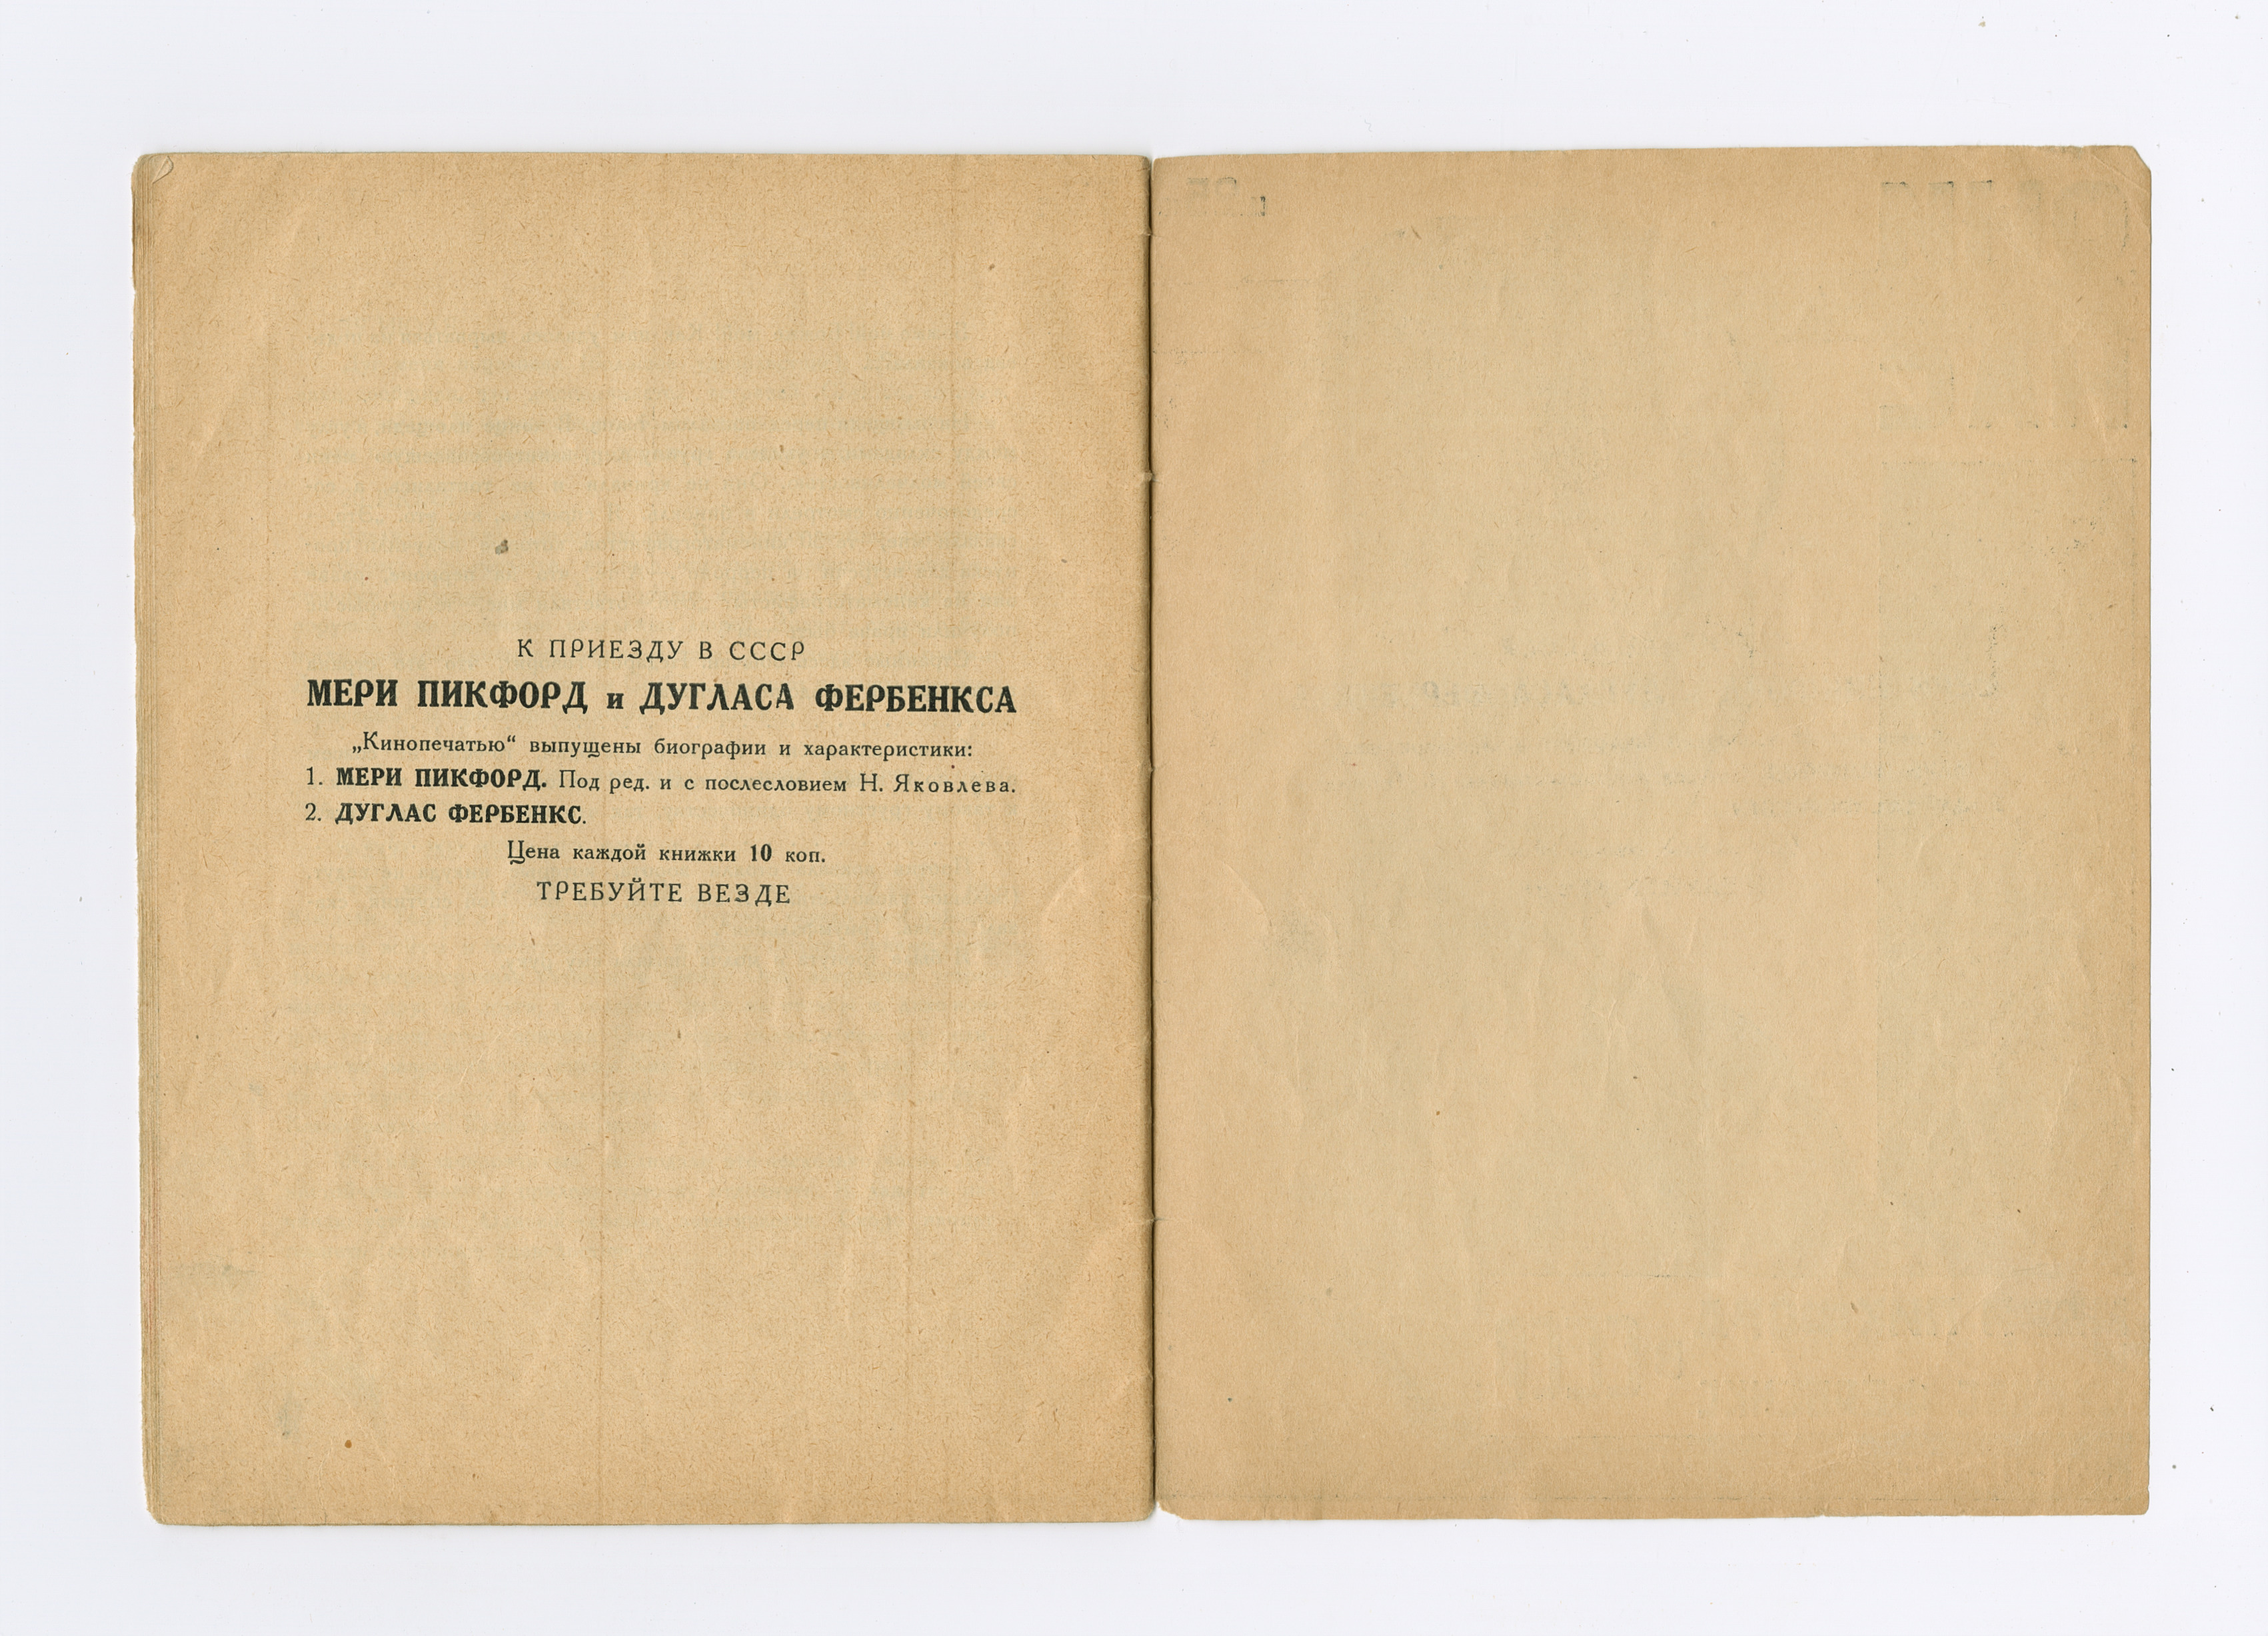 К ПРИЕЗДУ В СССР
МЕРИ ПИКФОРД и ДУГЛАСА ФЕРБЕНКСА
„Кинопечатью“ выпущены биографии и характеристики:
1. МЕРИ ПИКФОРД. Под ред. и с послесловием Н. Яковлева.
2. ДУГЛАС ФЕРБЕНКС.
Цена каждой книжки 10 коп.
ТРЕБУЙТЕ ВЕЗДЕ